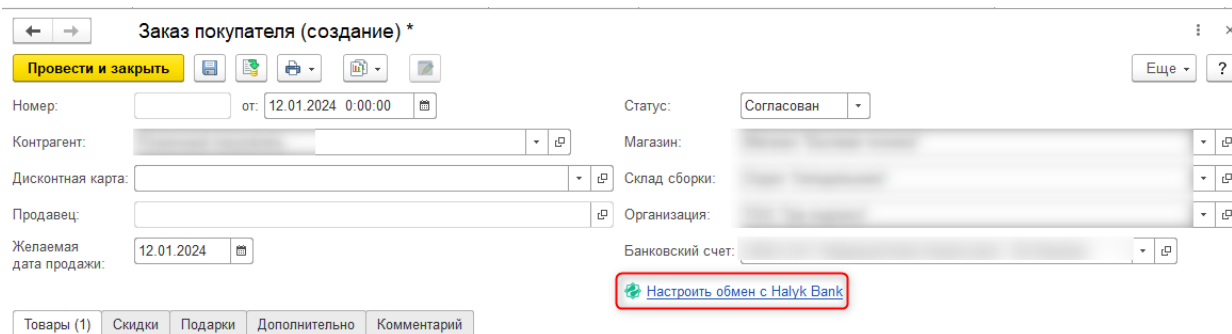 Заказ покупателя (создание) *
Провести и закрыть
Еще
?
Номер:
от: 12.01.2024 0:00:00
Статус: Согласован
Контрагент:
Магазин:
Дисконтная карта:
Склад сборки:
Продавец:
Организация:
Желаемая
дата продажи:
12.01.2024
Банковский счет:
Настроить обмен с Halyk Bank
Товары (1) Скидки Подарки Дополнительно Комментарий